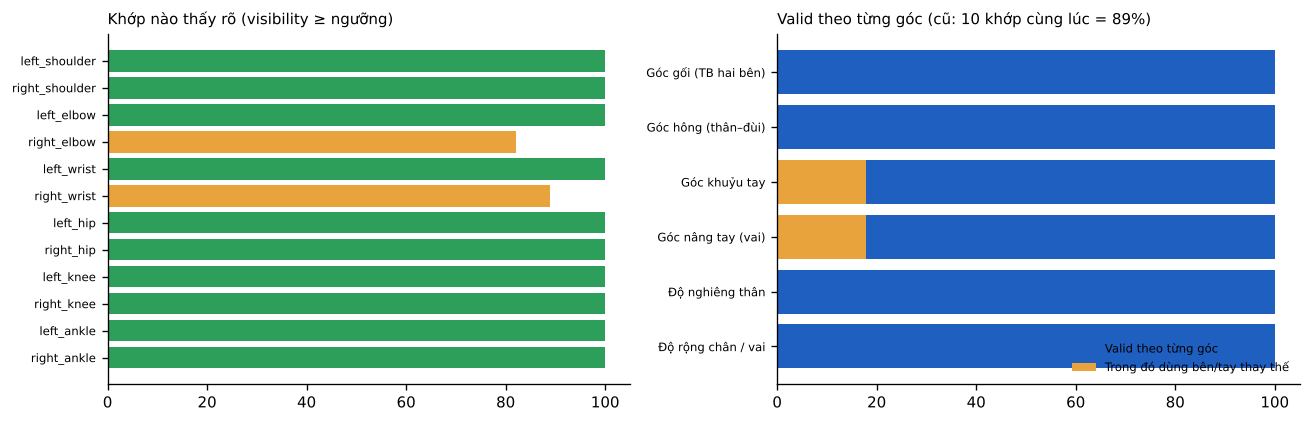 Khớp nào thấy rõ (visibility ≥ ngưỡng)
left_shoulder
right_shoulder
left_elbow
right_elbow
left_wrist
right_wrist
left_hip
right_hip
left_knee
right_knee
left_ankle
right_ankle
0 20 40 60 80 100
Valid theo từng góc (cũ: 10 khớp cùng lúc = 89%)
Góc gối (TB hai bên)
Góc hông (thân–đùi)
Góc khuỷu tay
Góc nâng tay (vai)
Độ nghiêng thân
Độ rộng chân / vai
Valid theo từng góc
Trong đó dùng bên/tay thay thế
0 20 40 60 80 100